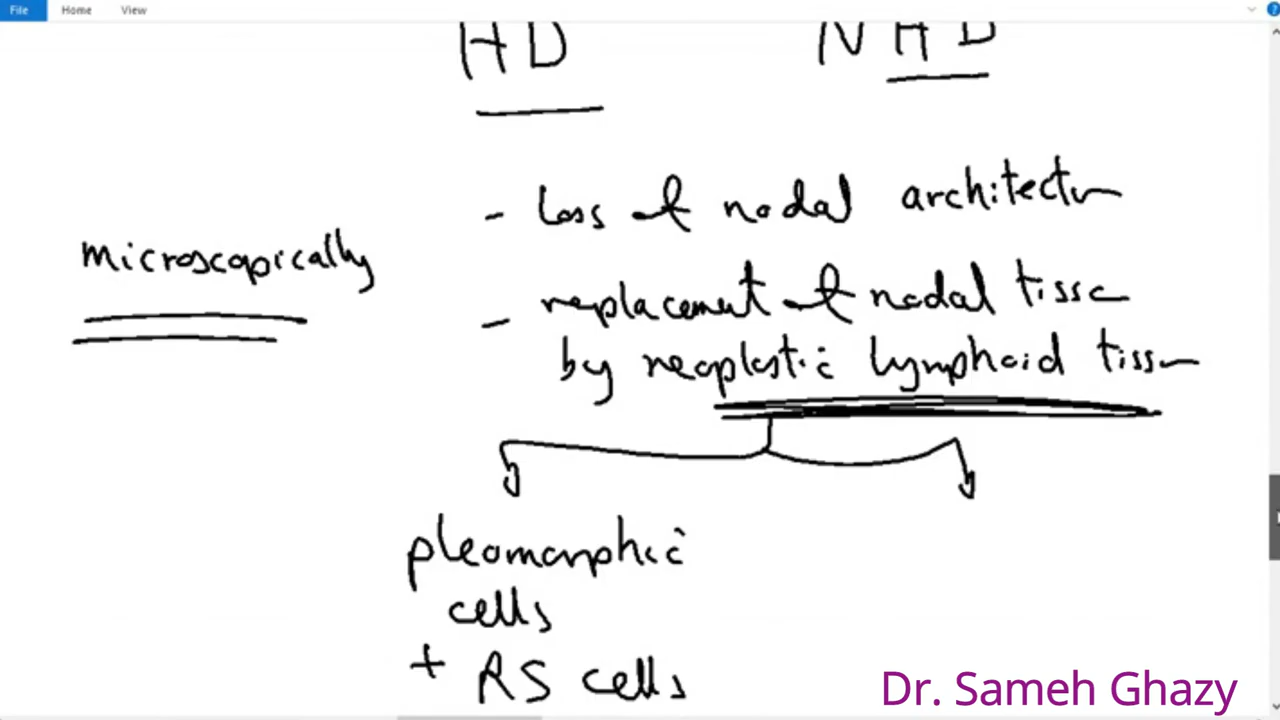 File Home View
HD NHD
- loss of nodal architectu
microscopically
- replacement of nodal tissue
by neoplastic lymphoid tissue
pleomorphic
cells
+ RS cells
Dr. Sameh Ghazy